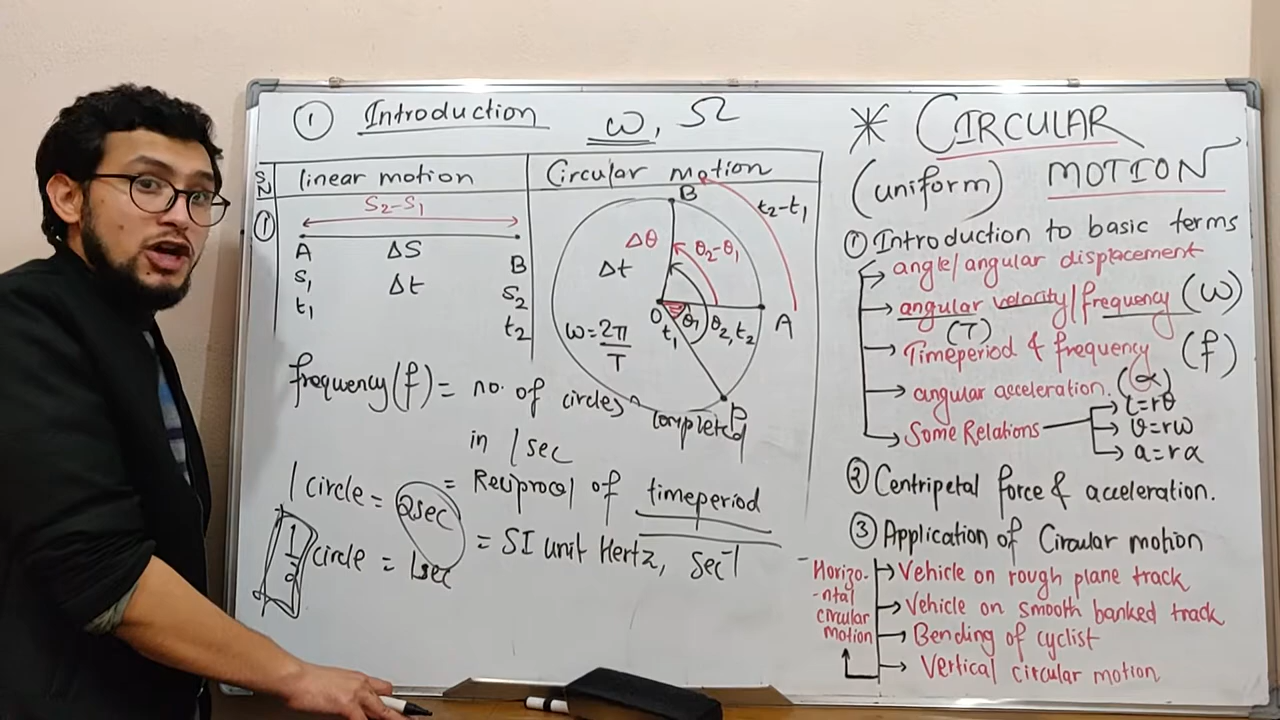 ① Introduction
ω, Ω
SN
linear motion
Circular motion
①
S₂-S₁
A ΔS B
S₁ Δt S₂
t₁ t₂
B
t₂-t₁
Δθ θ₂-θ₁
Δt
O θ₁ θ₂, t₂ A
t₁
ω = 2π/T
P
frequency (f) = no. of circles completed
in 1 sec
= Reciprocal of timeperiod
= SI unit Hertz, sec⁻¹
1 circle = 2sec
1/2 circle = 1sec
* CIRCULAR
(uniform) MOTION
① Introduction to basic terms
→ angle/angular displacement
→ angular velocity/frequency (ω)
(T)
→ Timeperiod & frequency (f)
→ angular acceleration. (α)
→ Some Relations
→ l=rθ
→ v=rω
→ a=rα
② Centripetal force & acceleration.
③ Application of Circular motion
Horizo-
-ntal
circular
motion
→ Vehicle on rough plane track
→ Vehicle on smooth banked track
→ Bending of cyclist
→ Vertical circular motion